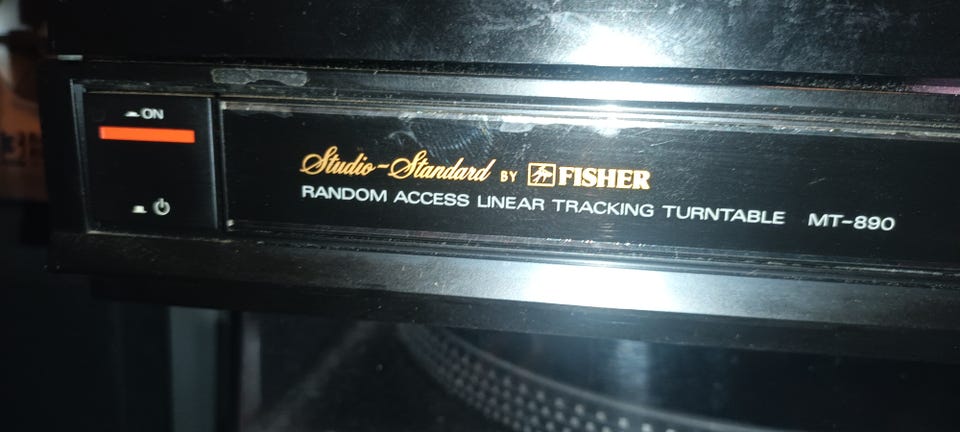 ON
Studio-Standard BY FISHER
RANDOM ACCESS LINEAR TRACKING TURNTABLE MT-890